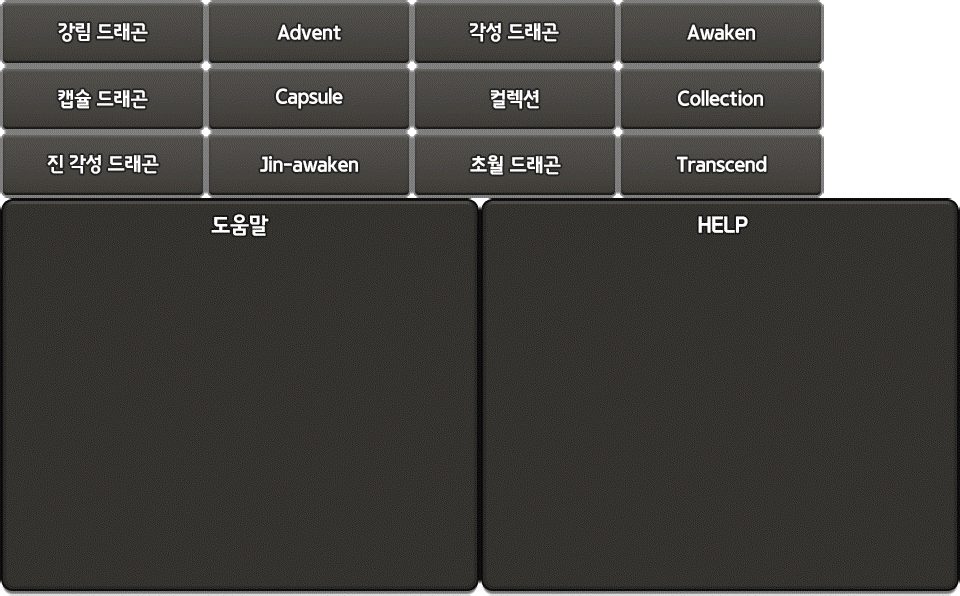 강림 드래곤
Advent
각성 드래곤
Awaken
캡슐 드래곤
Capsule
컬렉션
Collection
진 각성 드래곤
Jin-awaken
초월 드래곤
Transcend
도움말
HELP